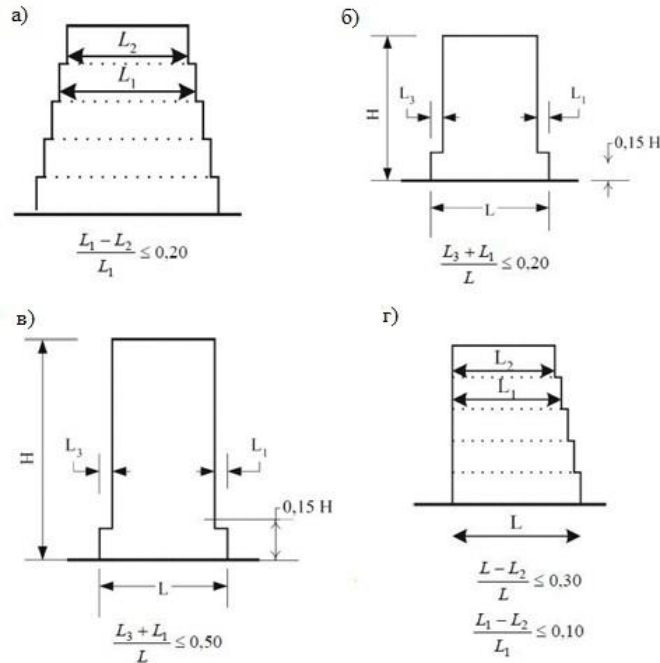 а)
L₂
L₁
(L₁ − L₂) / L₁ ≤ 0,20
б)
H
L₃
L₁
0,15 H
L
(L₃ + L₁) / L ≤ 0,20
в)
H
L₃
L₁
0,15 H
L
(L₃ + L₁) / L ≤ 0,50
г)
L₂
L₁
L
(L − L₂) / L ≤ 0,30
(L₁ − L₂) / L₁ ≤ 0,10